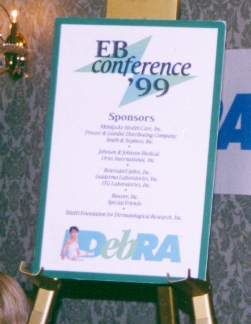 EB
conference
'99
Sponsors
Mölnlycke Health Care, Inc.
Procter & Gamble Distributing Company
Smith & Nephew, Inc.
Johnson & Johnson Medical
Ortec International, Inc.
Beiersdorf-Jobst, Inc.
Galderma Laboratories, Inc.
ITG Laboratories, Inc.
Biocore, Inc.
Special Friends
Stiefel Foundation for Dermatological Research, Inc.
DebRA